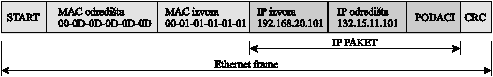 START
MAC odredišta
00-0D-0D-0D-0D-0D
MAC izvora
00-01-01-01-01-01
IP izvora
192.168.20.101
IP odredišta
132.15.11.101
PODACI
CRC
IP PAKET
Ethernet frame